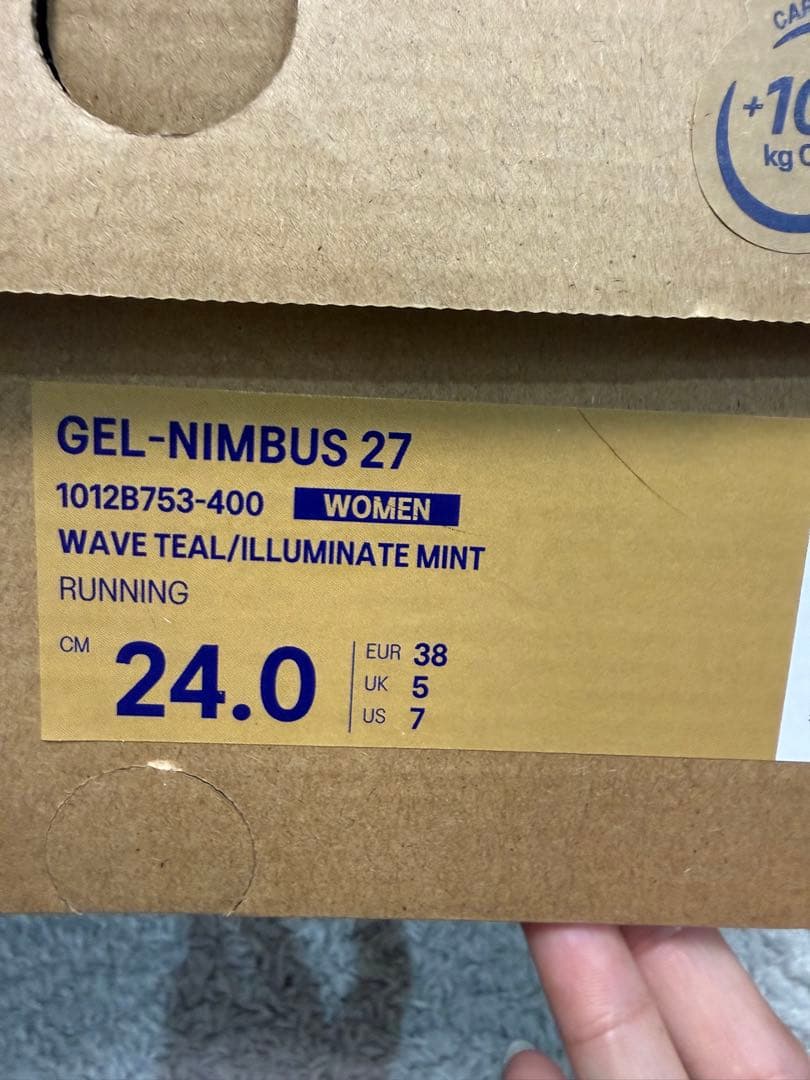 +10
kg
GEL-NIMBUS 27
1012B753-400 WOMEN
WAVE TEAL/ILLUMINATE MINT
RUNNING
CM 24.0
EUR 38
UK 5
US 7